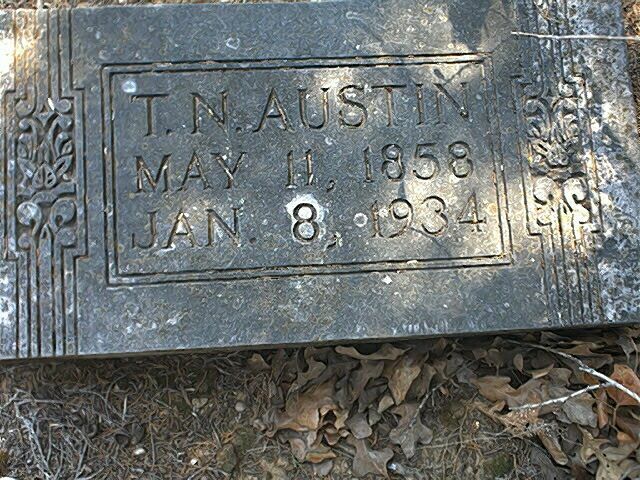 T. N. AUSTIN
MAY 11, 1858
JAN. 8, 1934